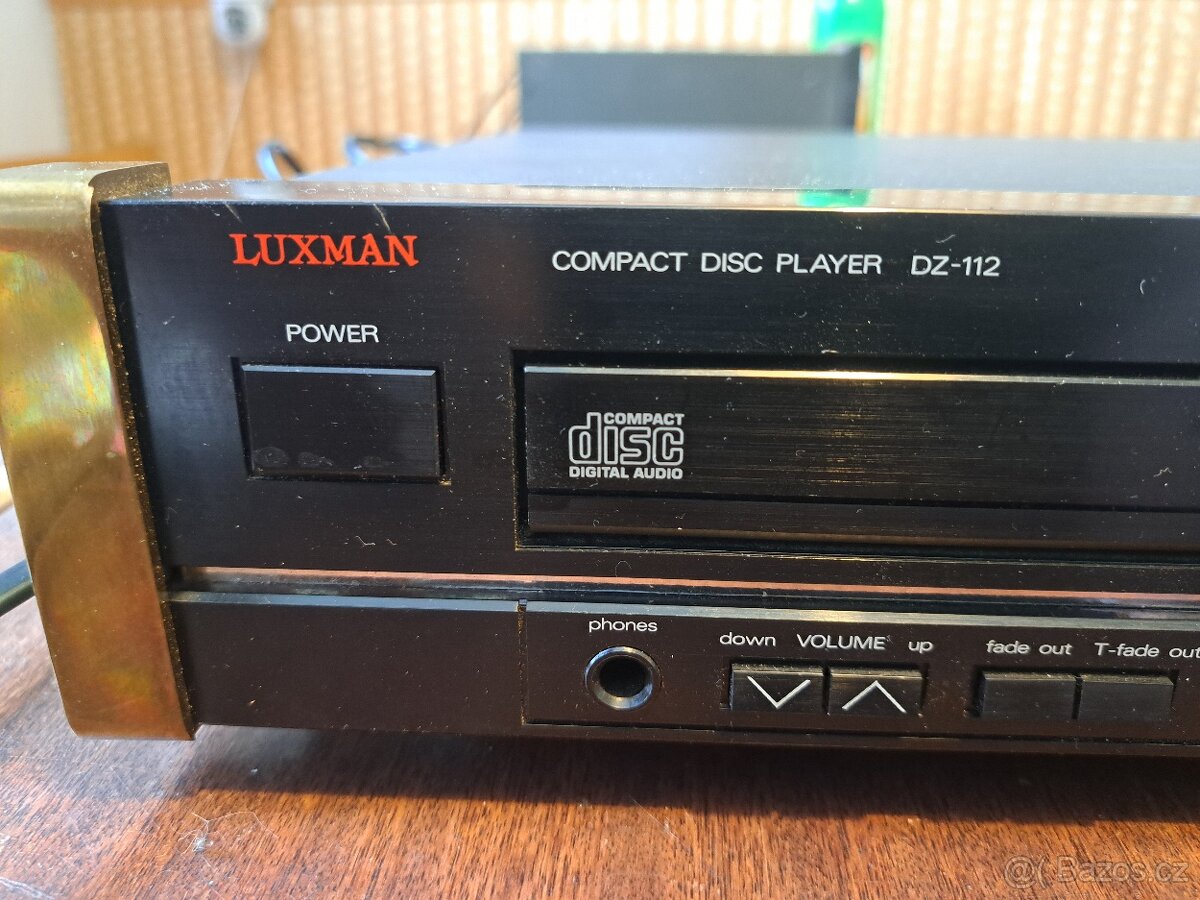 LUXMAN
COMPACT DISC PLAYER DZ-112
POWER
COMPACT
disc
DIGITAL AUDIO
phones
down VOLUME up
fade out T-fade out
@ Bazos.cz